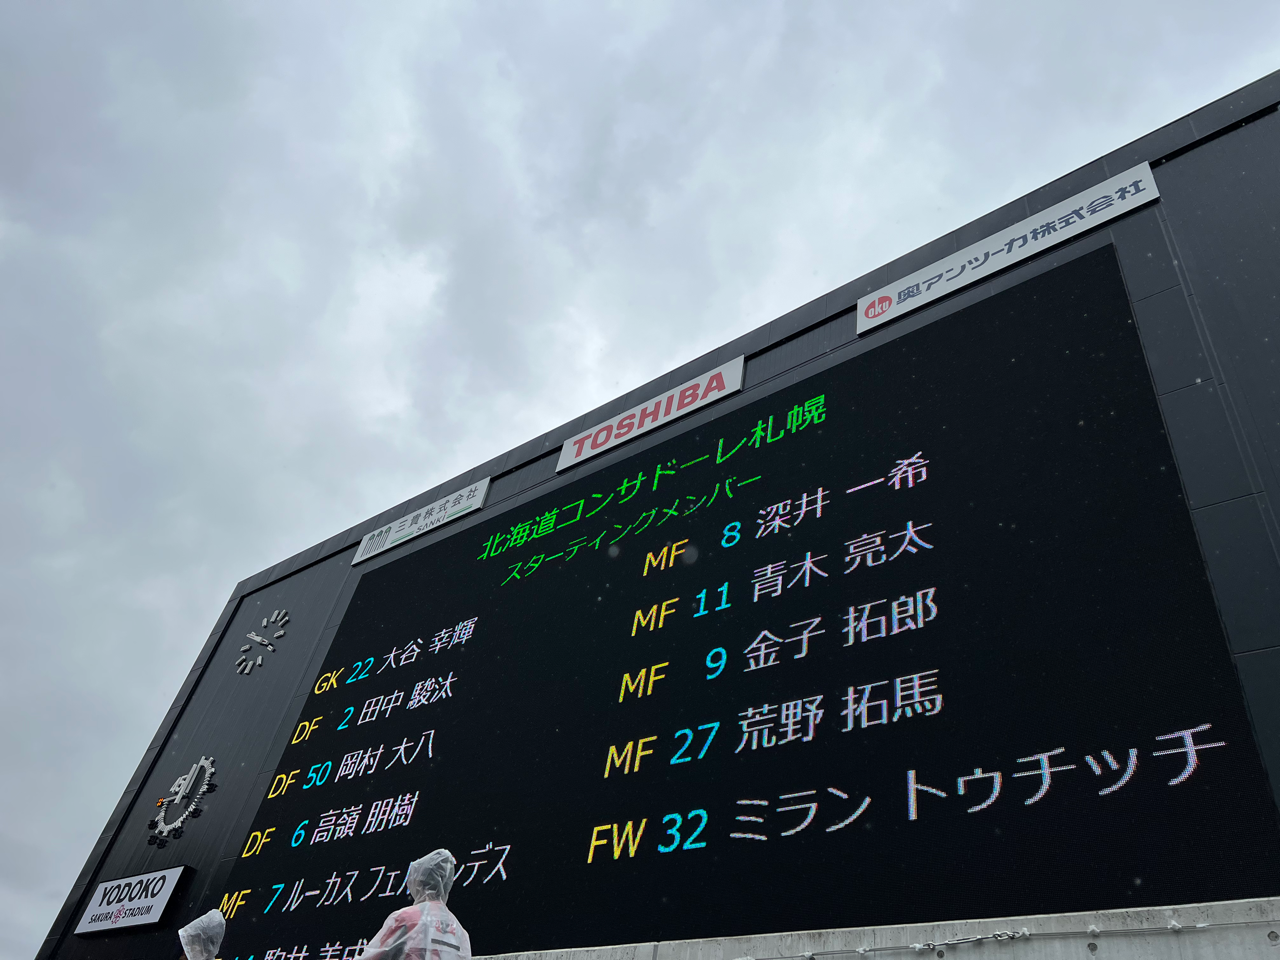 奥アンツーカ株式会社
oku
TOSHIBA
三貴株式会社
SANKI
北海道コンサドーレ札幌
スターティングメンバー
GK 22 大谷 幸輝
DF 2 田中 駿汰
DF 50 岡村 大八
DF 6 高嶺 朋樹
MF 7 ルーカス フェルナンデス
MF 8 深井 一希
MF 11 青木 亮太
MF 9 金子 拓郎
MF 27 荒野 拓馬
FW 32 ミラン トゥチッチ
YODOKO
SAKURA STADIUM